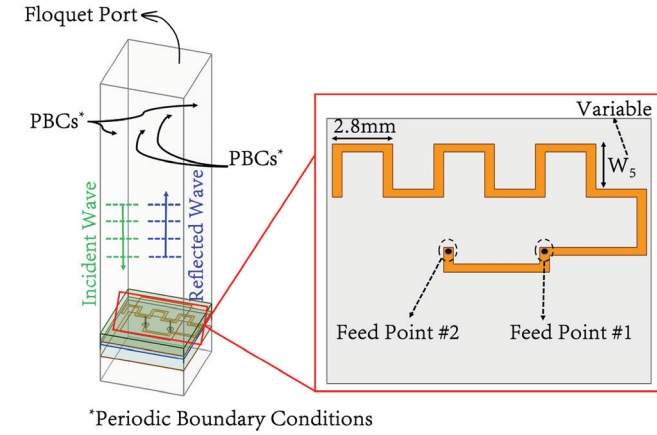 Floquet Port
PBCs*
PBCs*
Incident Wave
Reflected Wave
Variable
2.8mm
W5
Feed Point #2
Feed Point #1
*Periodic Boundary Conditions